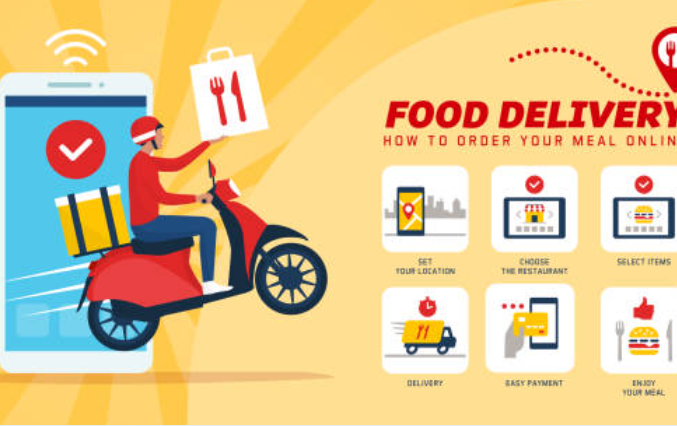 FOOD DELIVERY
HOW TO ORDER YOUR MEAL ONLIN
SET
YOUR LOCATION
CHOOSE
THE RESTAURANT
SELECT ITEMS
DELIVERY
EASY PAYMENT
ENJOY
YOUR MEAL